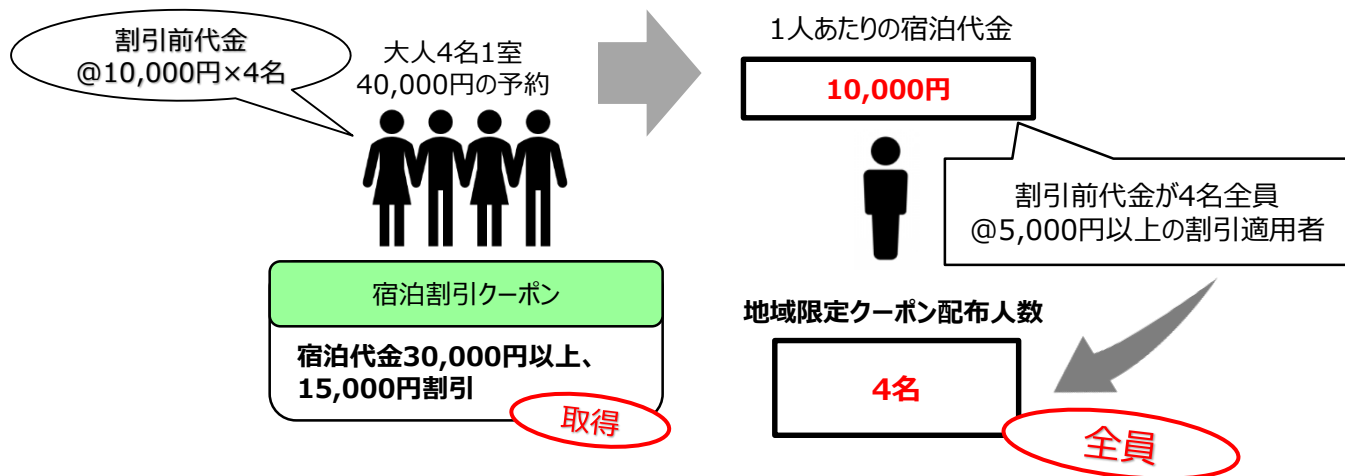 割引前代金
@10,000円×4名
大人4名1室
40,000円の予約
宿泊割引クーポン
宿泊代金30,000円以上、
15,000円割引
取得
1人あたりの宿泊代金
10,000円
割引前代金が4名全員
@5,000円以上の割引適用者
地域限定クーポン配布人数
4名
全員